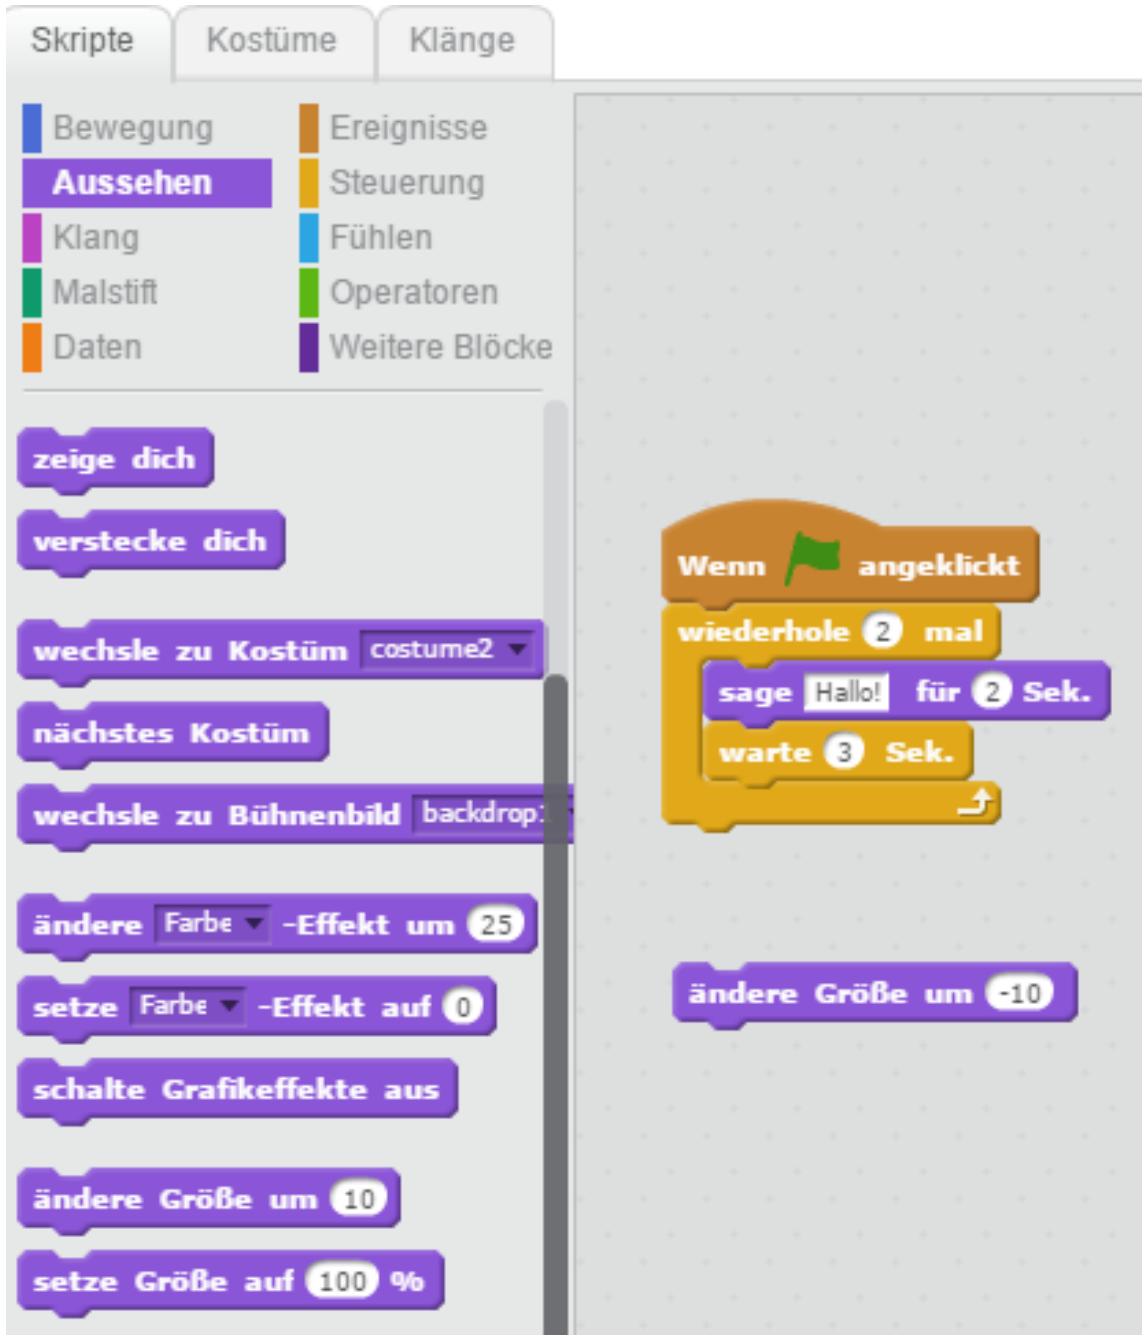 Skripte Kostüme Klänge
Bewegung Ereignisse
Aussehen Steuerung
Klang Fühlen
Malstift Operatoren
Daten Weitere Blöcke
zeige dich
verstecke dich
wechsle zu Kostüm costume2
nächstes Kostüm
wechsle zu Bühnenbild backdrop1
ändere Farbe -Effekt um 25
setze Farbe -Effekt auf 0
schalte Grafikeffekte aus
ändere Größe um 10
setze Größe auf 100 %
Wenn angeklickt
wiederhole 2 mal
sage Hallo! für 2 Sek.
warte 3 Sek.
ändere Größe um -10